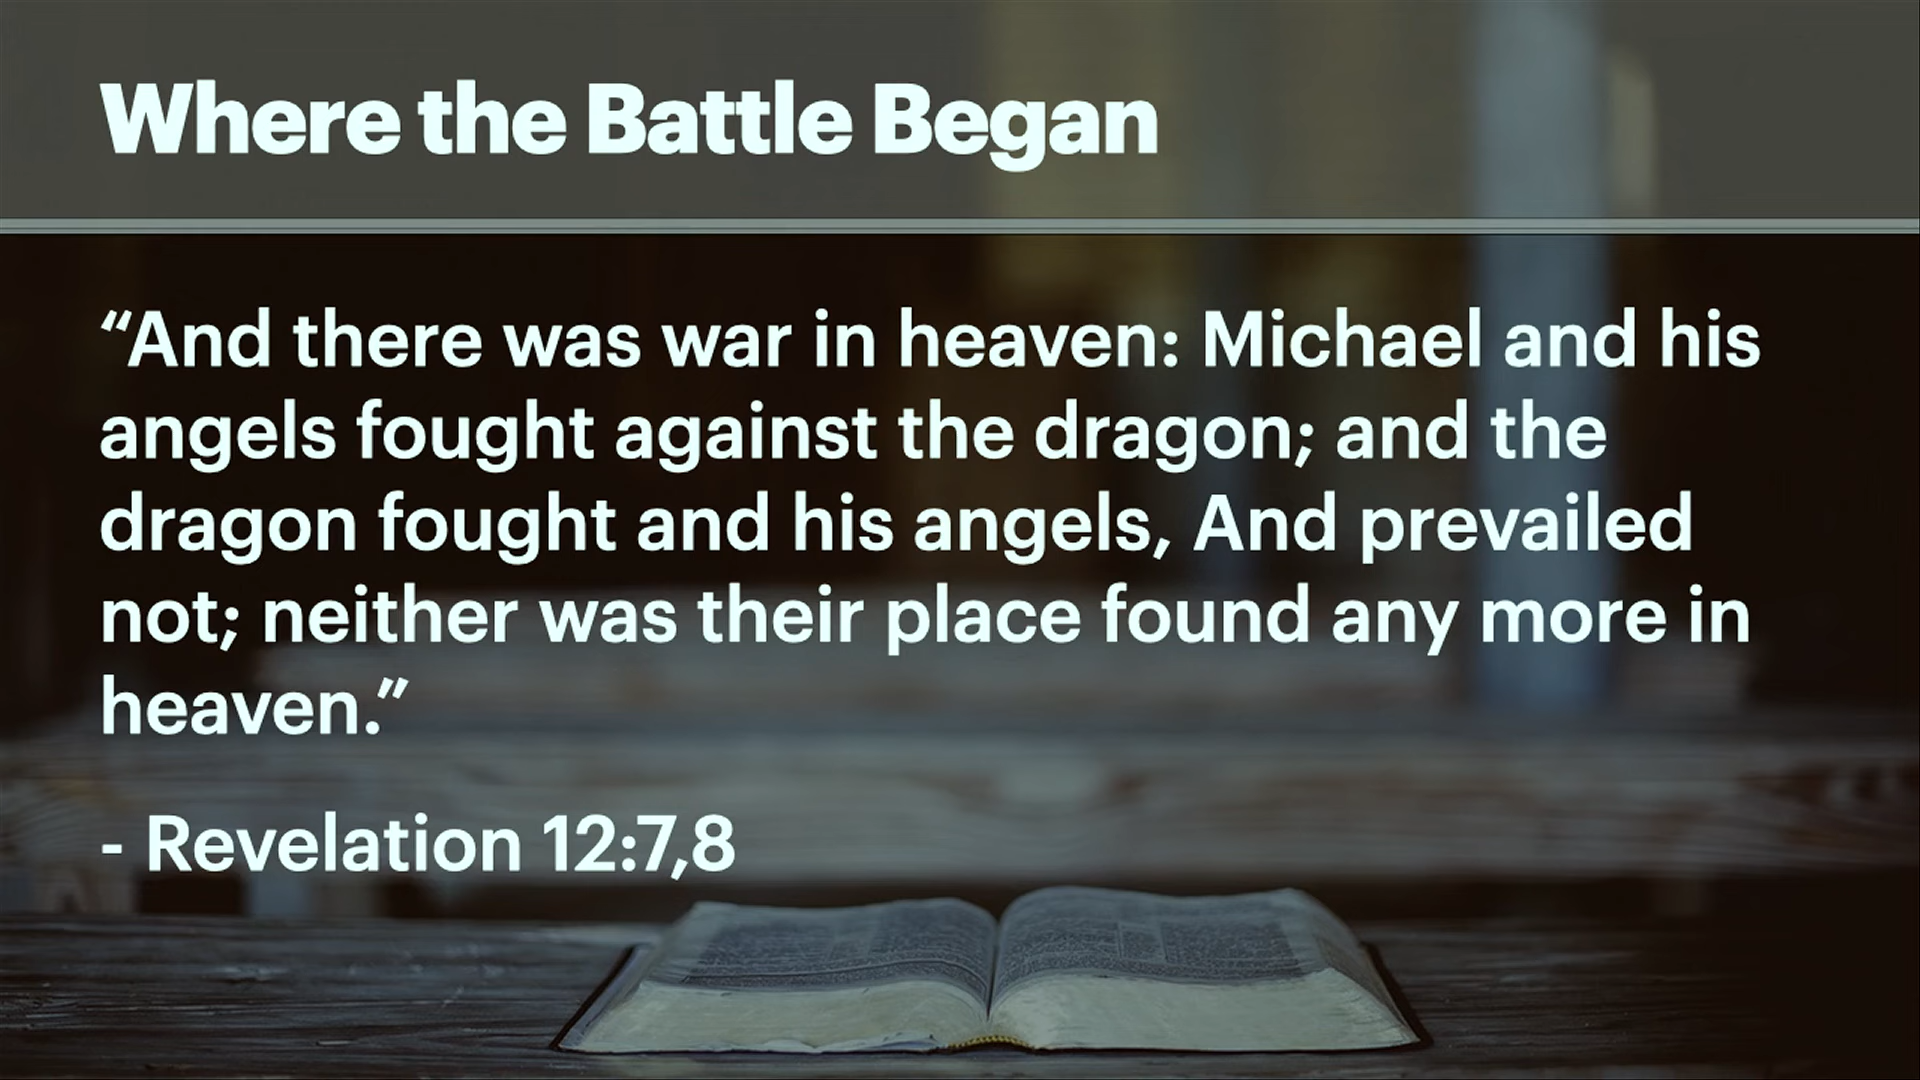 Where the Battle Began
“And there was war in heaven: Michael and his
angels fought against the dragon; and the
dragon fought and his angels, And prevailed
not; neither was their place found any more in
heaven.”
- Revelation 12:7,8